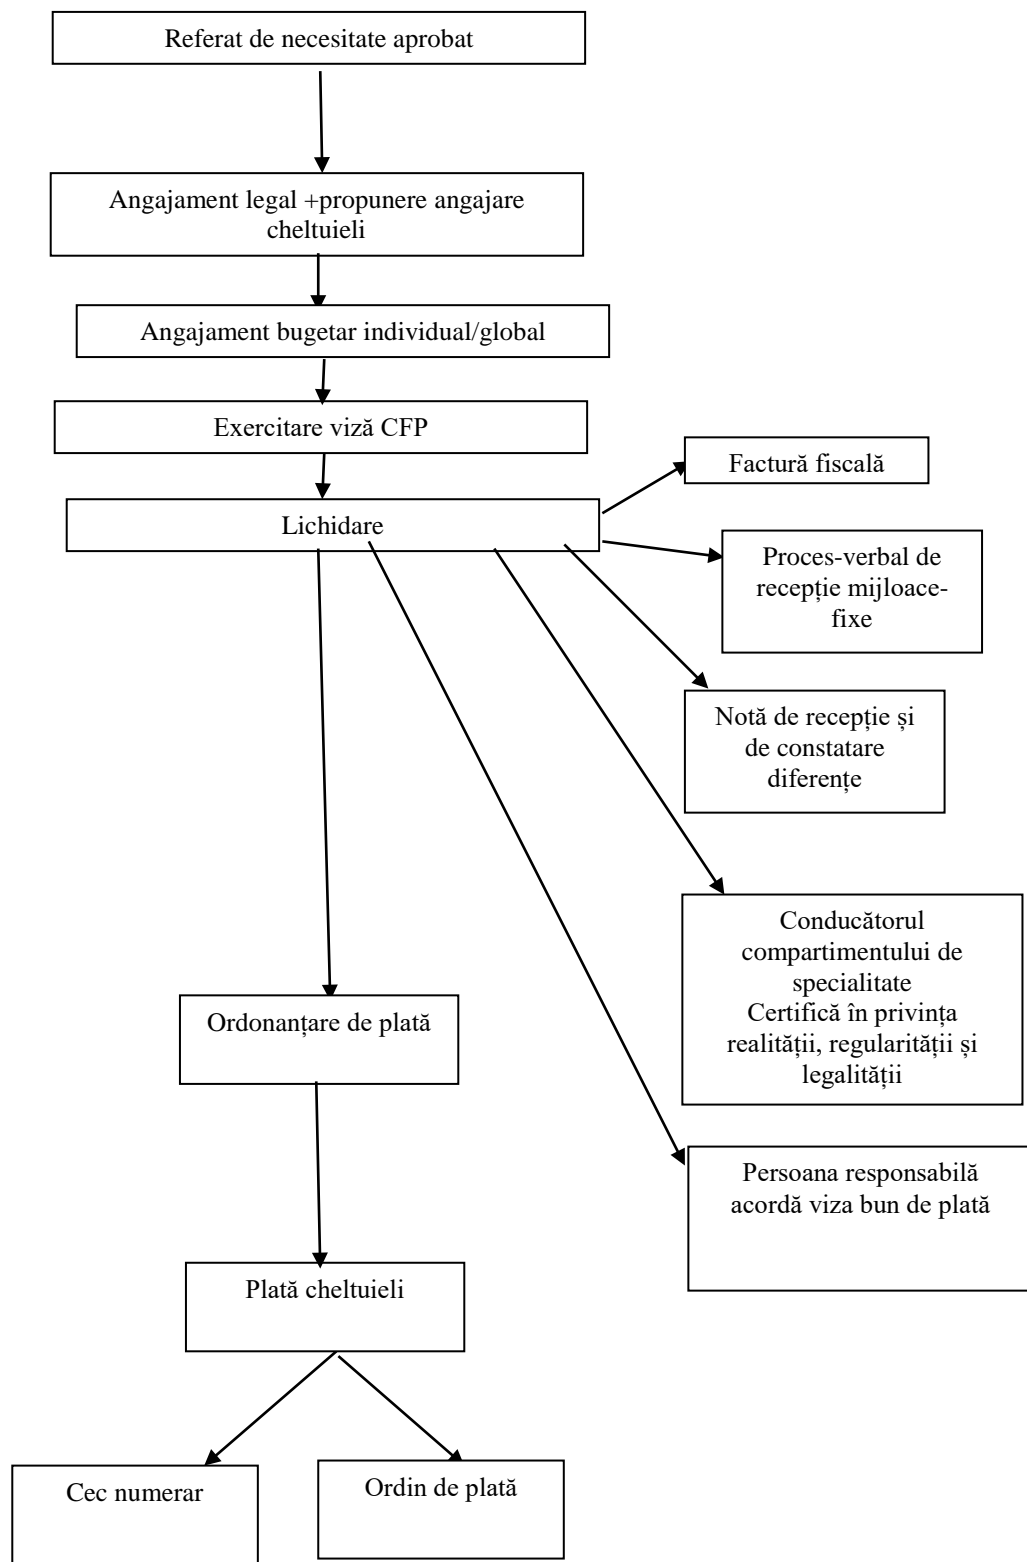 Referat de necesitate aprobat
Angajament legal +propunere angajare
cheltuieli
Angajament bugetar individual/global
Exercitare viză CFP
Lichidare
Factură fiscală
Proces-verbal de
recepție mijloace-
fixe
Notă de recepție și
de constatare
diferențe
Conducătorul
compartimentului de
specialitate
Certifică în privința
realității, regularității și
legalității
Ordonanțare de plată
Persoana responsabilă
acordă viza bun de plată
Plată cheltuieli
Cec numerar
Ordin de plată